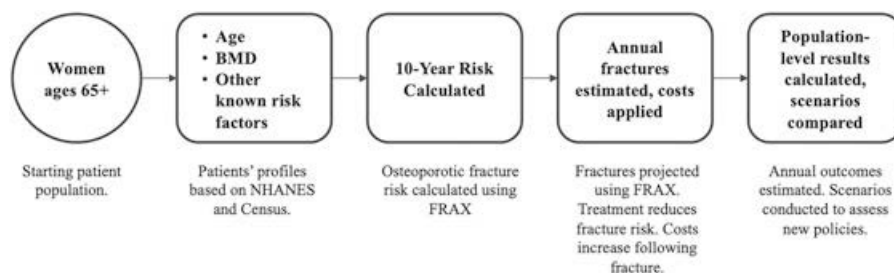 Women
ages 65+
• Age
• BMD
• Other
known risk
factors
10-Year Risk
Calculated
Annual
fractures
estimated, costs
applied
Population-
level results
calculated,
scenarios
compared
Starting patient
population.
Patients' profiles
based on NHANES
and Census.
Osteoporotic fracture
risk calculated using
FRAX
Fractures projected
using FRAX.
Treatment reduces
fracture risk. Costs
increase following
fracture.
Annual outcomes
estimated. Scenarios
conducted to assess
new policies.